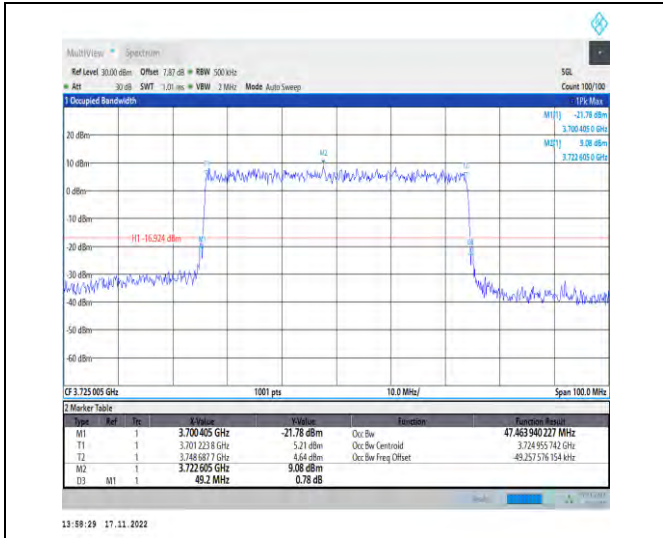 MultiView Spectrum
Ref Level 30.00 dBm Offset 7.87 dB RBW 500 kHz SGL
Att 30 dB SWT 1.01 ms VBW 2 MHz Mode Auto Sweep Count 100/100
1 Occupied Bandwidth 1Pk Max
M1[1] -21.78 dBm
3.700 405 0 GHz
20 dBm
M2[1] 9.08 dBm
3.722 605 0 GHz
M2
10 dBm
0 dBm
-10 dBm
H1 -16.924 dBm
-20 dBm
-30 dBm
-40 dBm
-50 dBm
-60 dBm
CF 3.725 005 GHz 1001 pts 10.0 MHz/ Span 100.0 MHz
2 Marker Table
Type Ref Trc X-Value Y-Value Function Function Result
M1 1 3.700 405 GHz -21.78 dBm Occ Bw 47.463 940 227 MHz
T1 1 3.701 223 8 GHz 5.21 dBm Occ Bw Centroid 3.724 955 742 GHz
T2 1 3.748 687 7 GHz 4.64 dBm Occ Bw Freq Offset -49.257 576 154 kHz
M2 1 3.722 605 GHz 9.08 dBm
D3 M1 1 49.2 MHz 0.78 dB
13:58:29 17.11.2022